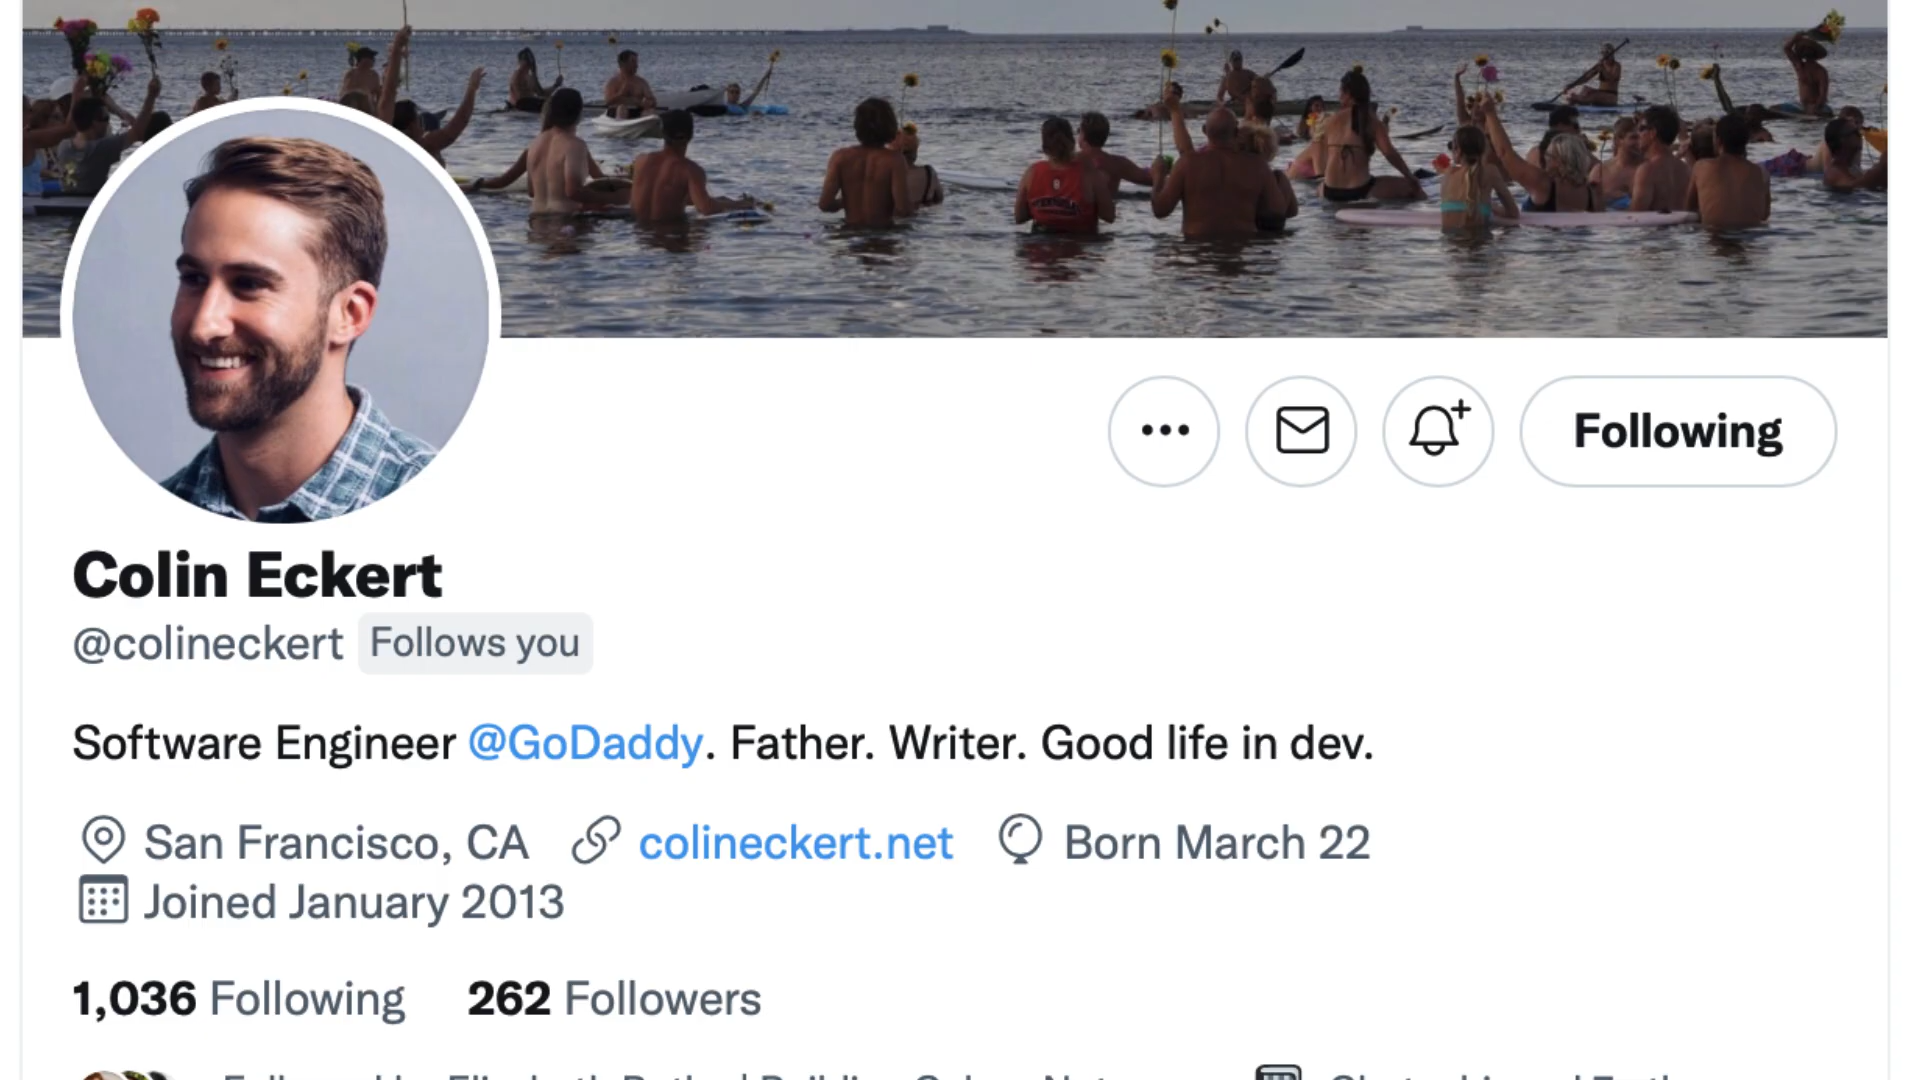 Following
Colin Eckert
@colineckert Follows you
Software Engineer @GoDaddy. Father. Writer. Good life in dev.
San Francisco, CA colineckert.net Born March 22
Joined January 2013
1,036 Following 262 Followers